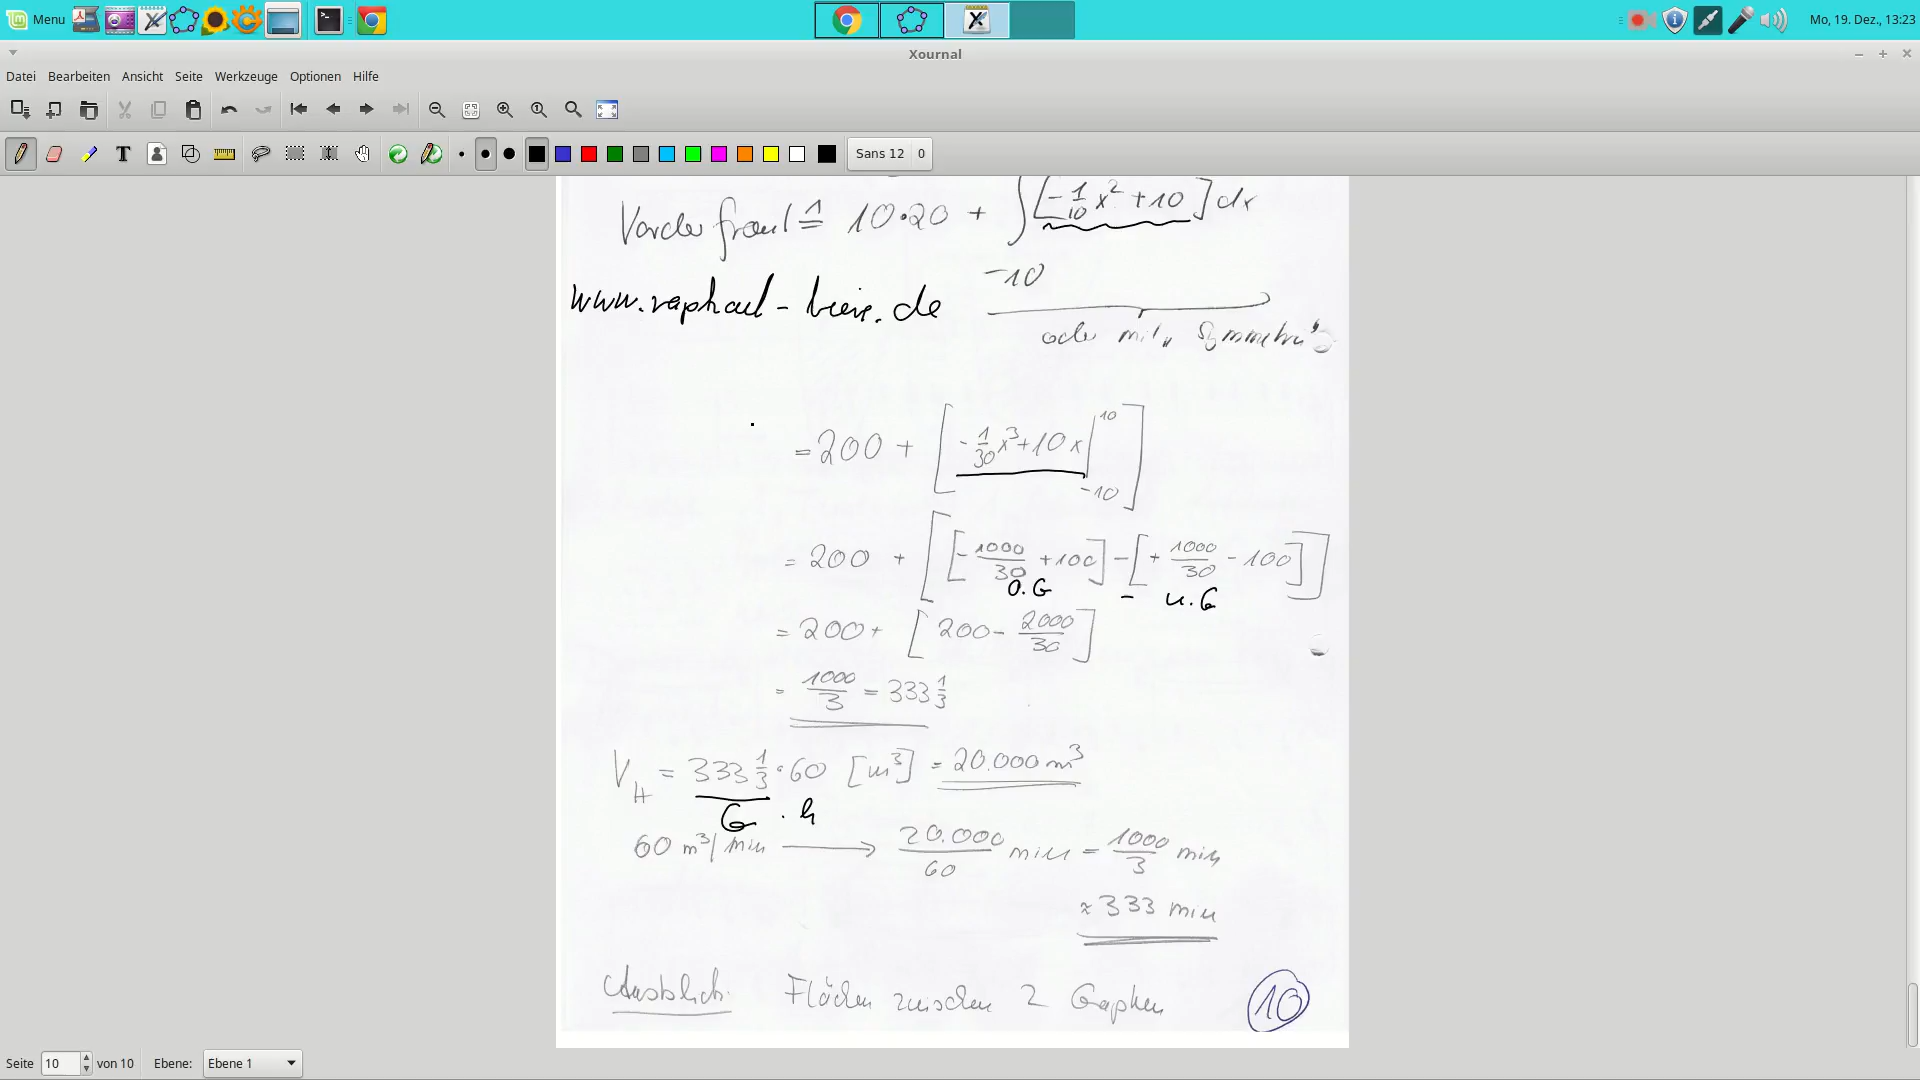 Menu
Mo, 19. Dez., 13:23
Xournal
Datei Bearbeiten Ansicht Seite Werkzeuge Optionen Hilfe
Sans 12 0
Vorderfront ≙ 10·20 + ∫[-1/10 x² + 10] dx
-10
www.raphael-bien.de
oder mit "Symmetrie"
= 200 + [-1/30 x³ + 10x |
10
-10 ]
= 200 + [[-1000/30 + 100] - [+1000/30 - 100]]
O.G - u.G
= 200 + [200 - 2000/30]
= 1000/3 = 333 1/3
V_H = 333 1/3 · 60 [m³] = 20.000 m³
G · h
60 m³/min → 20.000/60 min = 1000/3 min
≈ 333 min
Ausblick: Flächen zwischen 2 Graphen
10
Seite 10 von 10 Ebene: Ebene 1